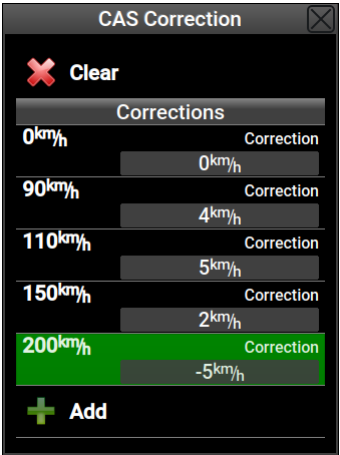 CAS Correction
Clear
Corrections
0km/h Correction
0km/h
90km/h Correction
4km/h
110km/h Correction
5km/h
150km/h Correction
2km/h
200km/h Correction
-5km/h
Add